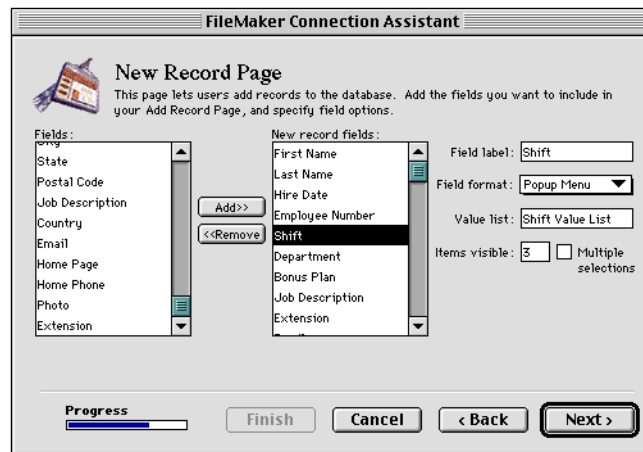 FileMaker Connection Assistant
New Record Page
This page lets users add records to the database. Add the fields you want to include in
your Add Record Page, and specify field options.
Fields:
State
Postal Code
Job Description
Country
Email
Home Page
Home Phone
Photo
Extension
Add>>
<<Remove
New record fields:
First Name
Last Name
Hire Date
Employee Number
Shift
Department
Bonus Plan
Job Description
Extension
Field label: Shift
Field format: Popup Menu
Value list: Shift Value List
Items visible: 3 Multiple
selections
Progress
Finish Cancel < Back Next >